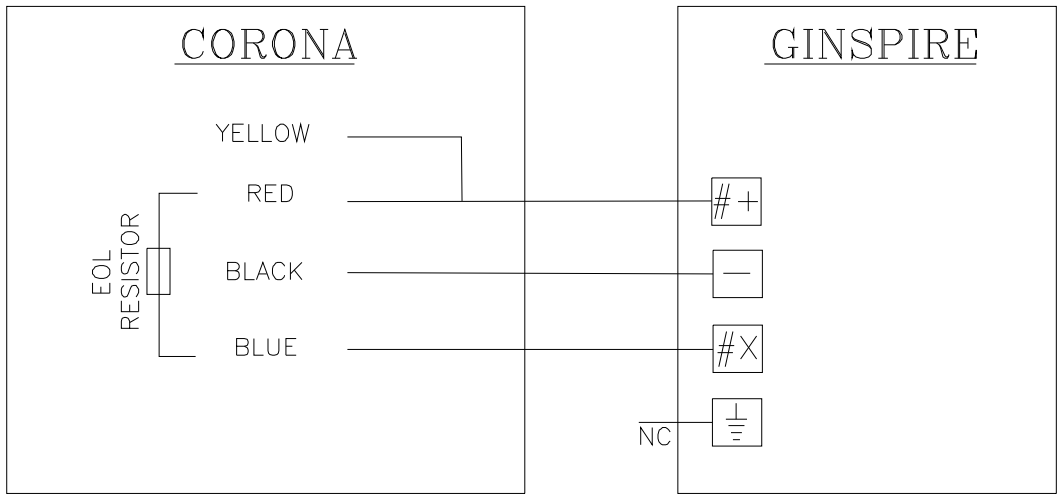 CORONA
GINSPIRE
YELLOW
RED
#+
EOL
RESISTOR
BLACK
−
BLUE
#X
NC